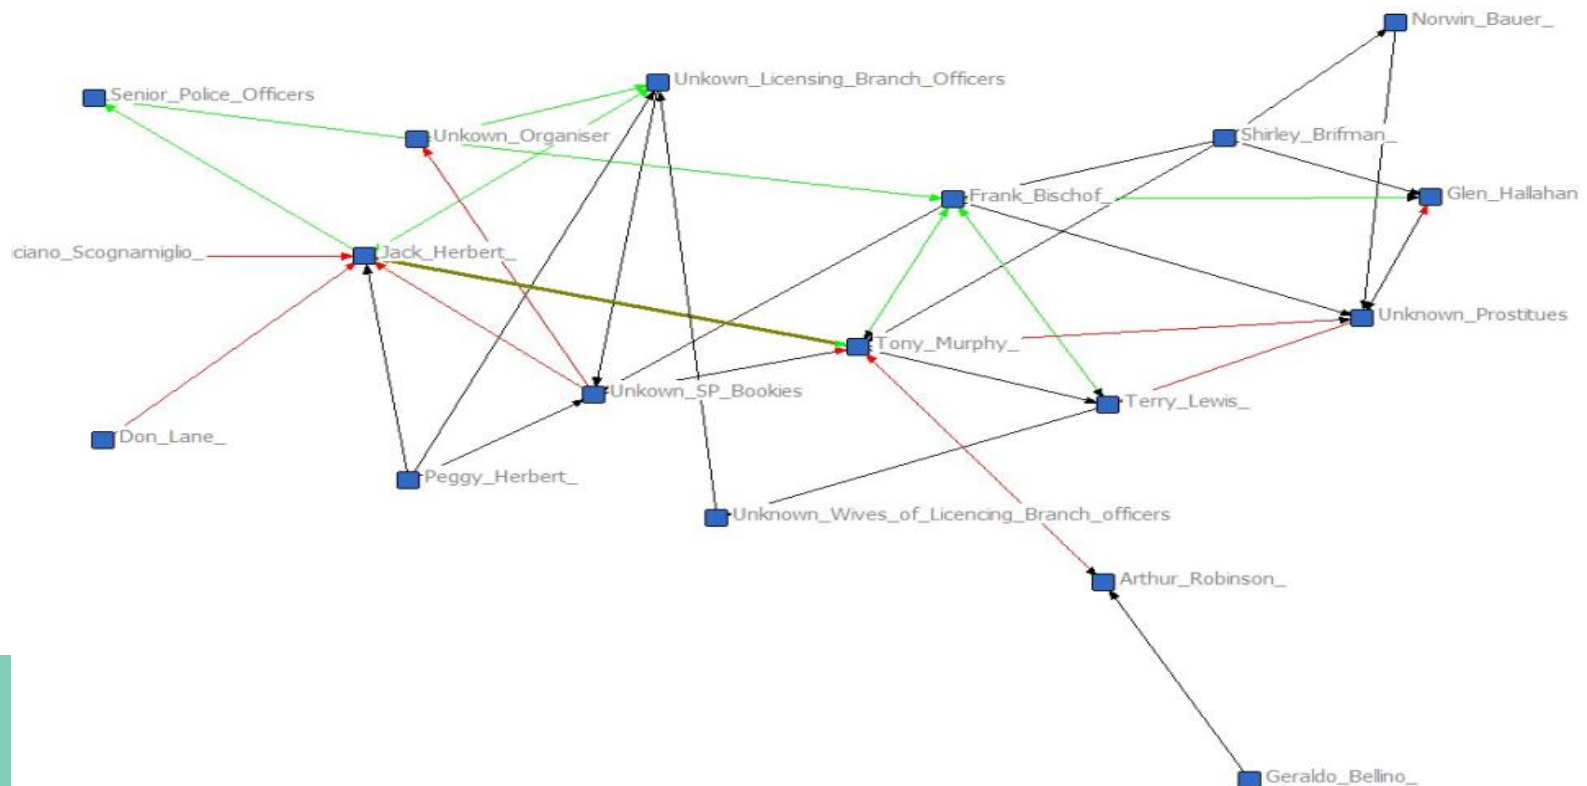 Norwin_Bauer_
Unkown_Licensing_Branch_Officers
Senior_Police_Officers
Unkown_Organiser
Shirley_Brifman_
Frank_Bischof_
Glen_Hallahan
ciano_Scognamiglio_
Jack_Herbert_
Unknown_Prostitues
Tony_Murphy_
Unkown_SP_Bookies
Terry_Lewis_
Don_Lane_
Peggy_Herbert_
Unknown_Wives_of_Licencing_Branch_officers
Arthur_Robinson_
Geraldo_Bellino_